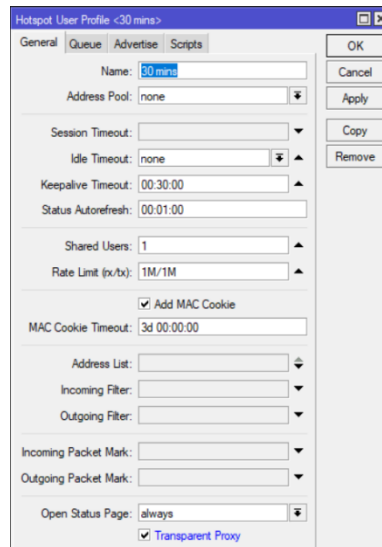 Hotspot User Profile <30 mins>
General Queue Advertise Scripts
OK
Name: 30 mins
Cancel
Address Pool: none
Apply
Session Timeout:
Copy
Idle Timeout: none
Remove
Keepalive Timeout: 00:30:00
Status Autorefresh: 00:01:00
Shared Users: 1
Rate Limit (rx/tx): 1M/1M
Add MAC Cookie
MAC Cookie Timeout: 3d 00:00:00
Address List:
Incoming Filter:
Outgoing Filter:
Incoming Packet Mark:
Outgoing Packet Mark:
Open Status Page: always
Transparent Proxy